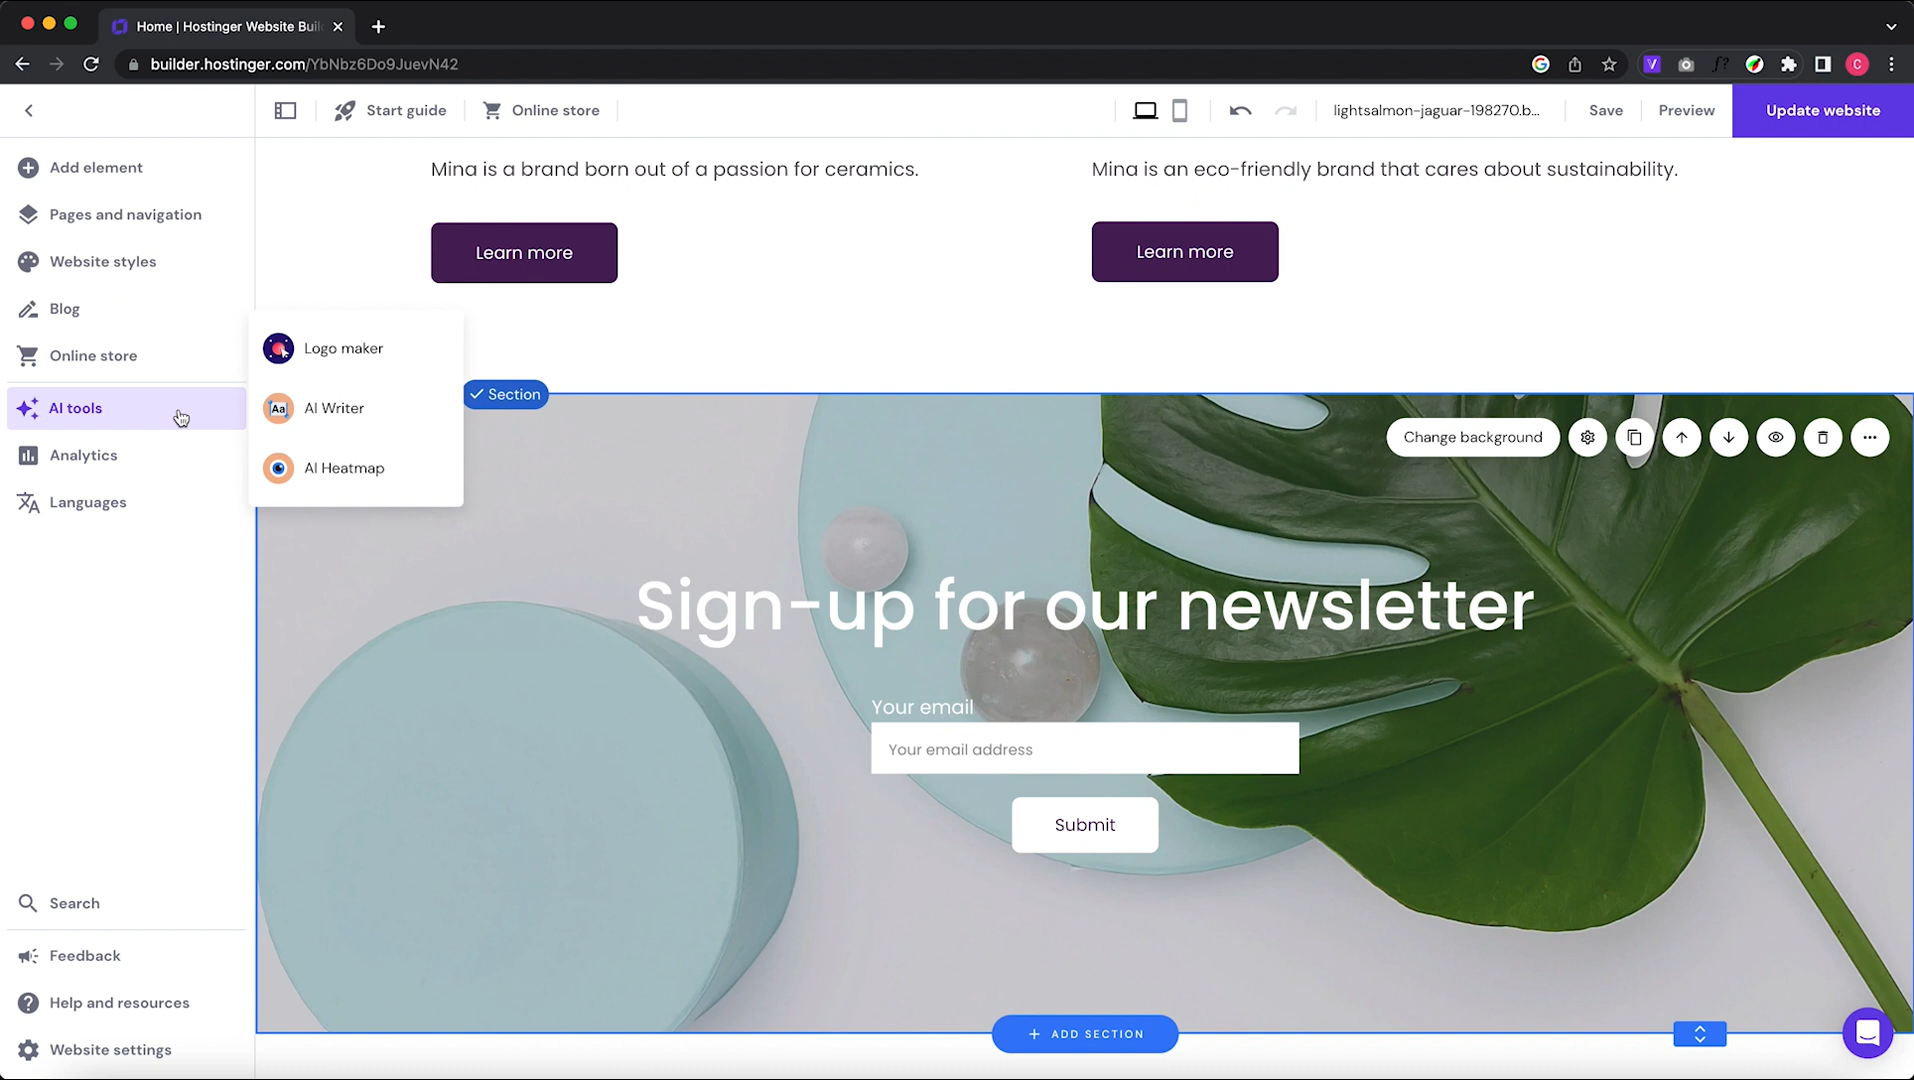 Home | Hostinger Website Buil
builder.hostinger.com/YbNbz6Do9JuevN42
Start guide
Online store
lightsalmon-jaguar-198270.b...
Save
Preview
Update website
Add element
Pages and navigation
Website styles
Blog
Online store
AI tools
Analytics
Languages
Logo maker
Aa
AI Writer
AI Heatmap
Mina is a brand born out of a passion for ceramics.
Learn more
Mina is an eco-friendly brand that cares about sustainability.
Learn more
Section
Change background
Sign-up for our newsletter
Your email
Your email address
Submit
ADD SECTION
Search
Feedback
Help and resources
Website settings
V
f?
C